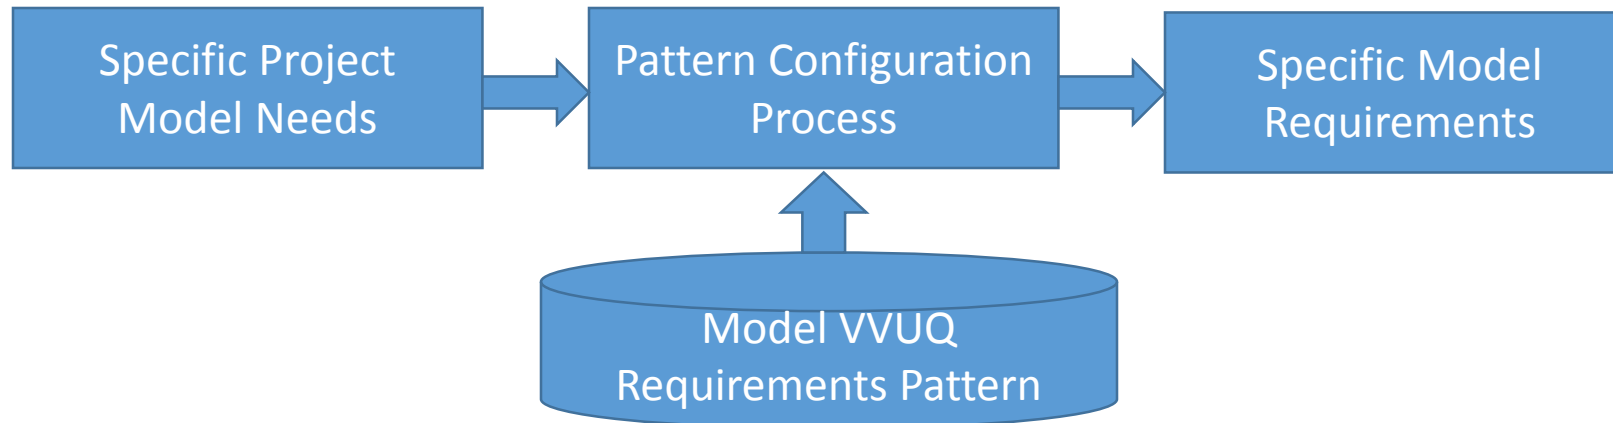 Specific Project
Model Needs
Pattern Configuration
Process
Specific Model
Requirements
Model VVUQ
Requirements Pattern